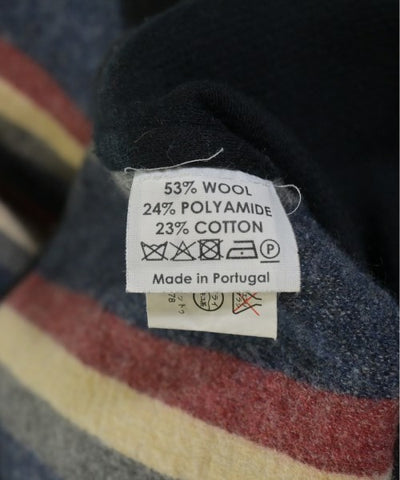 53% WOOL
24% POLYAMIDE
23% COTTON
P
Made in Portugal